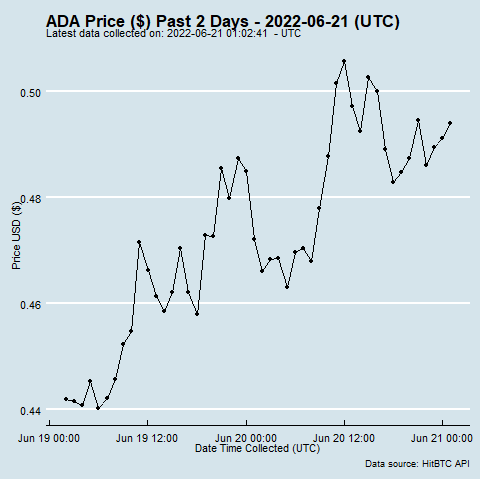 ADA Price ($) Past 2 Days - 2022-06-21 (UTC)
Latest data collected on: 2022-06-21 01:02:41 - UTC
0.50
0.48
Price USD ($)
0.46
0.44
Jun 19 00:00 Jun 19 12:00 Jun 20 00:00 Jun 20 12:00 Jun 21 00:00
Date Time Collected (UTC)
Data source: HitBTC API